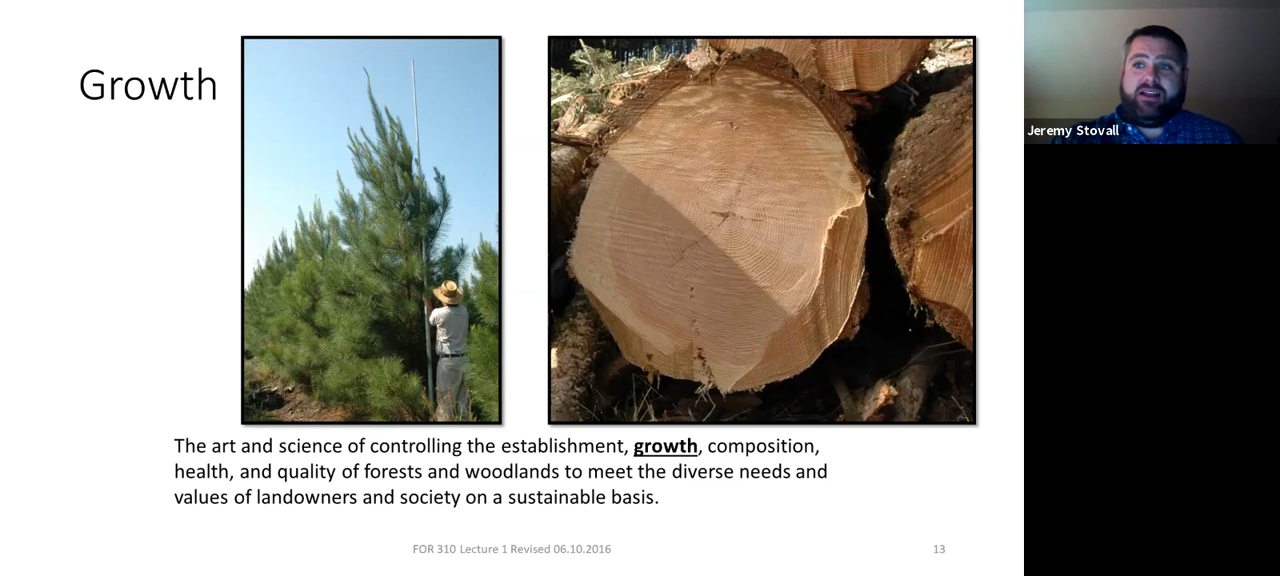 Growth
Jeremy Stovall
The art and science of controlling the establishment, growth, composition,
health, and quality of forests and woodlands to meet the diverse needs and
values of landowners and society on a sustainable basis.
FOR 310 Lecture 1 Revised 06.10.2016
13